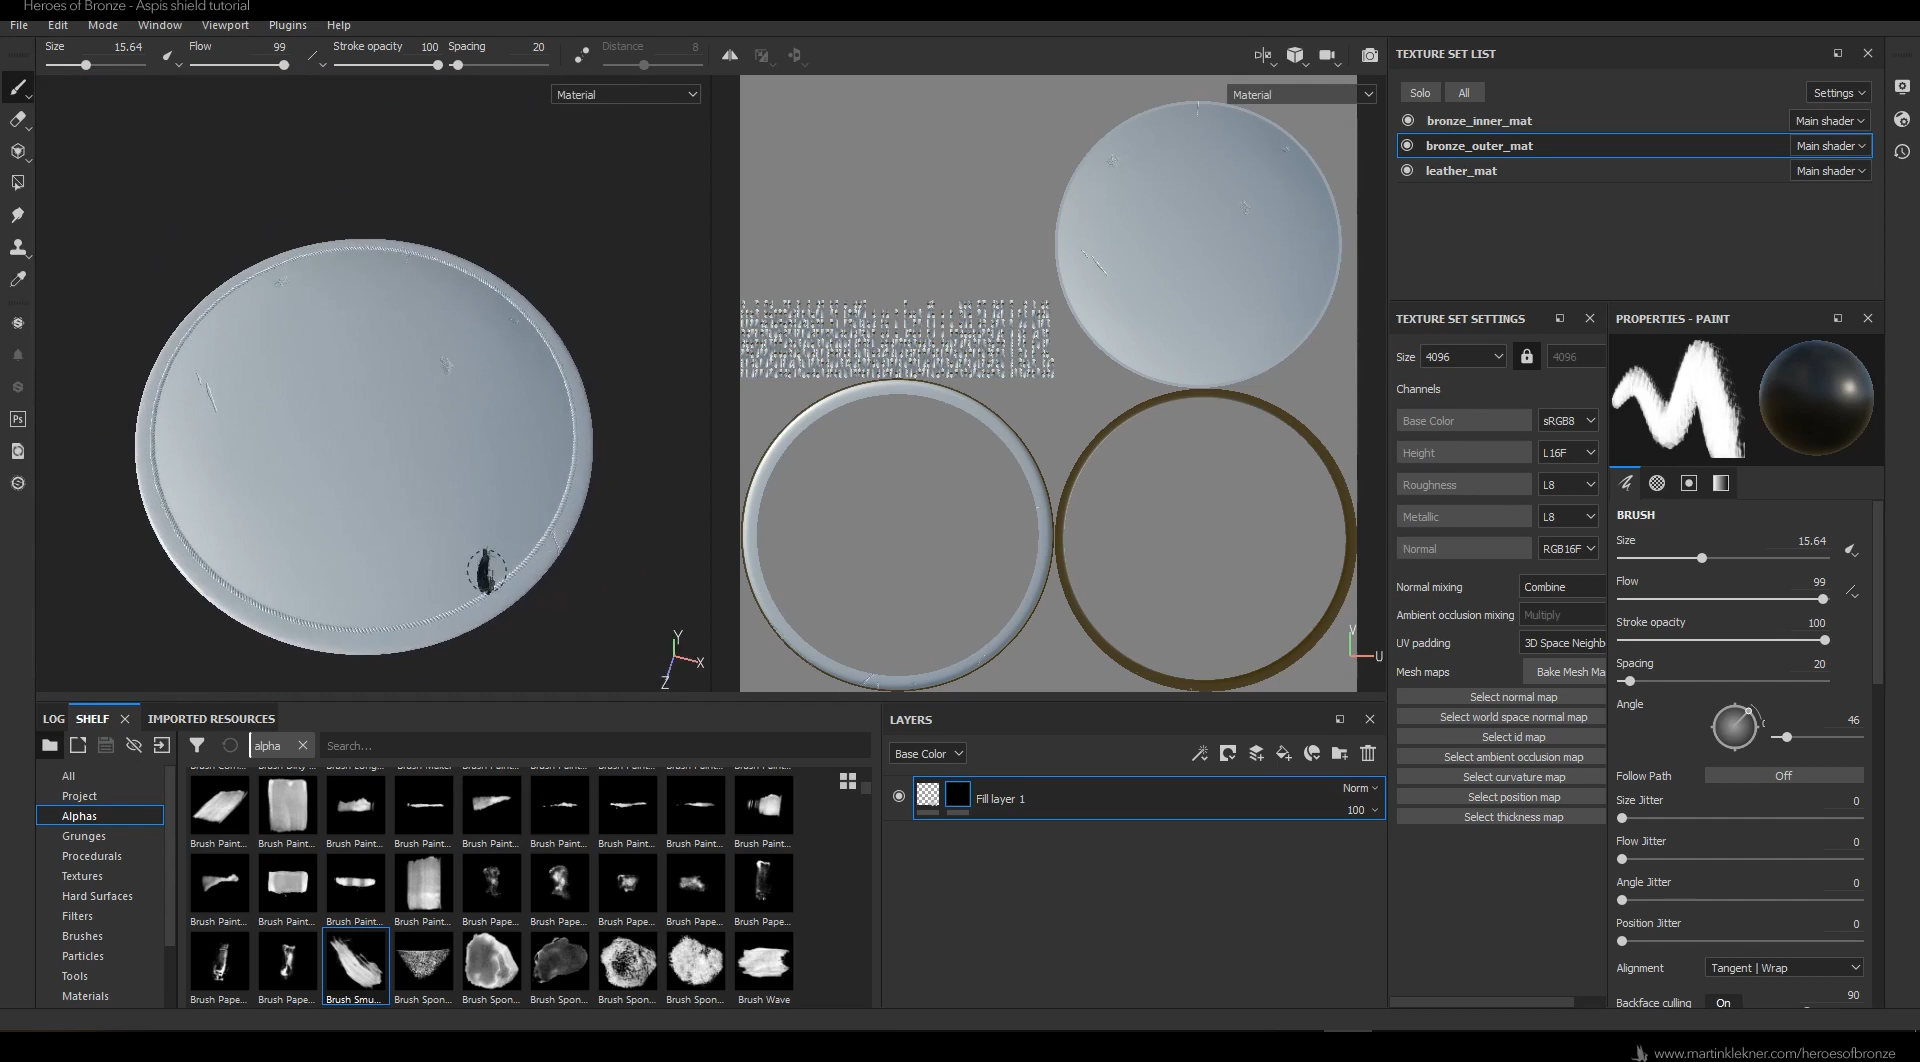 Heroes of Bronze - Aspis shield tutorial
File Edit Mode Window Viewport Plugins Help
Size 15.64 Flow 99 Stroke opacity 100 Spacing 20 Distance 8
Material
Material
Y
X
Z
V
U
TEXTURE SET LIST
Solo All Settings
bronze_inner_mat Main shader
bronze_outer_mat Main shader
leather_mat Main shader
TEXTURE SET SETTINGS
Size 4096 4096
Channels
Base Color sRGB8
Height L16F
Roughness L8
Metallic L8
Normal RGB16F
Normal mixing Combine
Ambient occlusion mixing Multiply
UV padding 3D Space Neighb
Mesh maps Bake Mesh Ma
Select normal map
Select world space normal map
Select id map
Select ambient occlusion map
Select curvature map
Select position map
Select thickness map
PROPERTIES - PAINT
BRUSH
Size 15.64
Flow 99
Stroke opacity 100
Spacing 20
Angle 46
Follow Path Off
Size Jitter 0
Flow Jitter 0
Angle Jitter 0
Position Jitter 0
Alignment Tangent | Wrap
Backface culling On 90
Ps
LOG SHELF IMPORTED RESOURCES
alpha Search...
All
Project
Alphas
Grunges
Procedurals
Textures
Hard Surfaces
Filters
Brushes
Particles
Tools
Materials
Brush Paint... Brush Paint... Brush Paint... Brush Paint... Brush Paint... Brush Paint... Brush Paint... Brush Paint... Brush Paint...
Brush Paint... Brush Paint... Brush Paint... Brush Paint... Brush Pape... Brush Pape... Brush Pape... Brush Pape... Brush Pape...
Brush Pape... Brush Pape... Brush Smu... Brush Spon... Brush Spon... Brush Spon... Brush Spon... Brush Spon... Brush Wave
LAYERS
Base Color
Fill layer 1 Norm
100
www.martinklekner.com/heroesofbronze